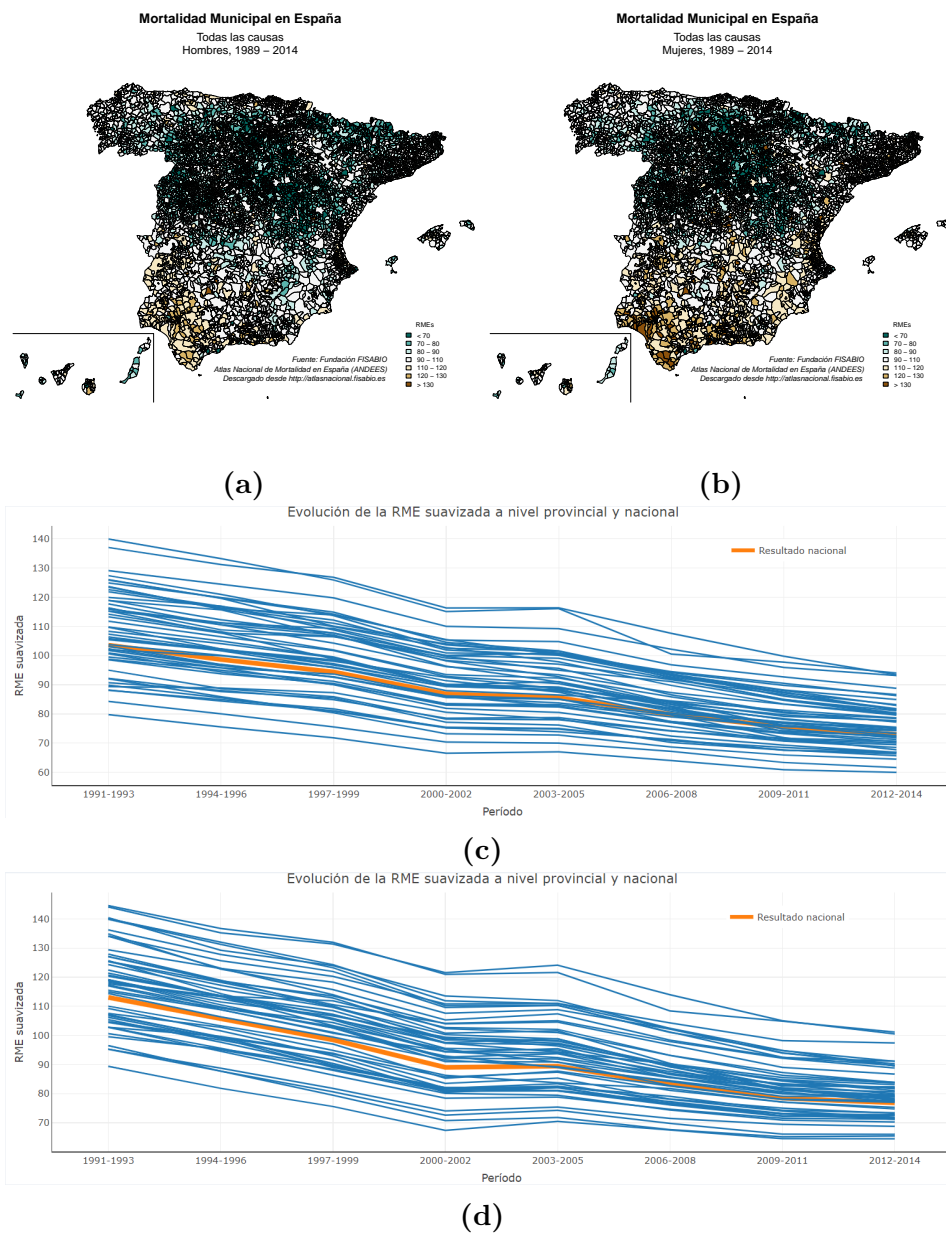 Mortalidad Municipal en España
Todas las causas
Hombres, 1989 – 2014
RMEs
< 70
70 – 80
80 – 90
90 – 110
110 – 120
120 – 130
> 130
Fuente: Fundación FISABIO
Atlas Nacional de Mortalidad en España (ANDEES)
Descargado desde http://atlasnacional.fisabio.es
(a)
Mortalidad Municipal en España
Todas las causas
Mujeres, 1989 – 2014
RMEs
< 70
70 – 80
80 – 90
90 – 110
110 – 120
120 – 130
> 130
Fuente: Fundación FISABIO
Atlas Nacional de Mortalidad en España (ANDEES)
Descargado desde http://atlasnacional.fisabio.es
(b)
Evolución de la RME suavizada a nivel provincial y nacional
Resultado nacional
RME suavizada
140
130
120
110
100
90
80
70
60
1991-1993 1994-1996 1997-1999 2000-2002 2003-2005 2006-2008 2009-2011 2012-2014
Período
(c)
Evolución de la RME suavizada a nivel provincial y nacional
Resultado nacional
RME suavizada
140
130
120
110
100
90
80
70
1991-1993 1994-1996 1997-1999 2000-2002 2003-2005 2006-2008 2009-2011 2012-2014
Período
(d)